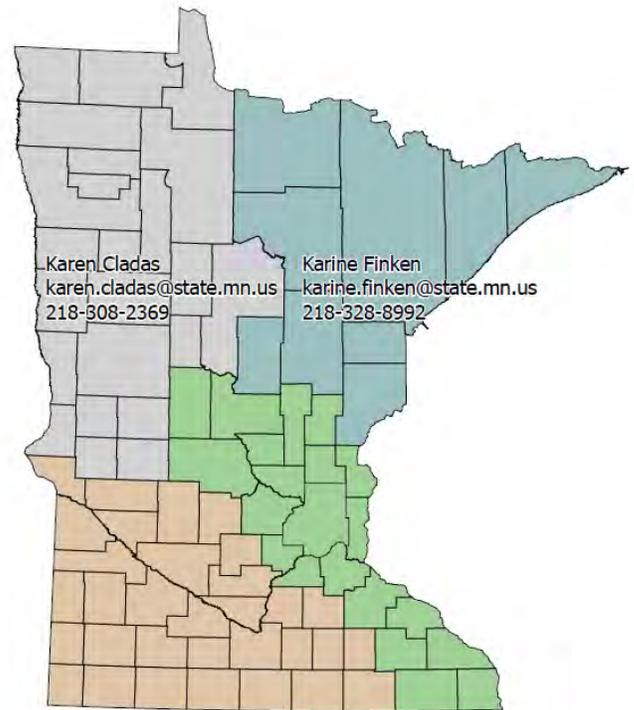 Karen Cladas
karen.cladas@state.mn.us
218-308-2369
Karine Finken
karine.finken@state.mn.us
218-328-8992